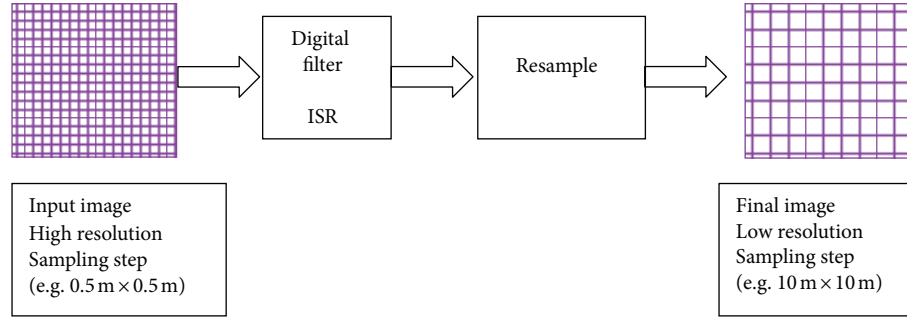 Digital
filter
ISR
Resample
Input image
High resolution
Sampling step
(e.g. 0.5 m × 0.5 m)
Final image
Low resolution
Sampling step
(e.g. 10 m × 10 m)